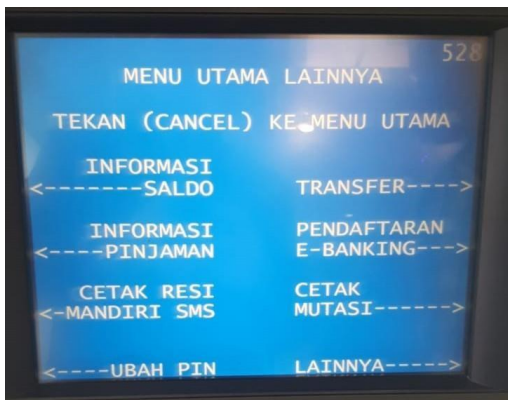 528
MENU UTAMA LAINNYA
TEKAN (CANCEL) KE MENU UTAMA
INFORMASI
<-------SALDO
TRANSFER---->
INFORMASI
<----PINJAMAN
PENDAFTARAN
E-BANKING--->
CETAK RESI
<-MANDIRI SMS
CETAK
MUTASI------>
<----UBAH PIN
LAINNYA----->